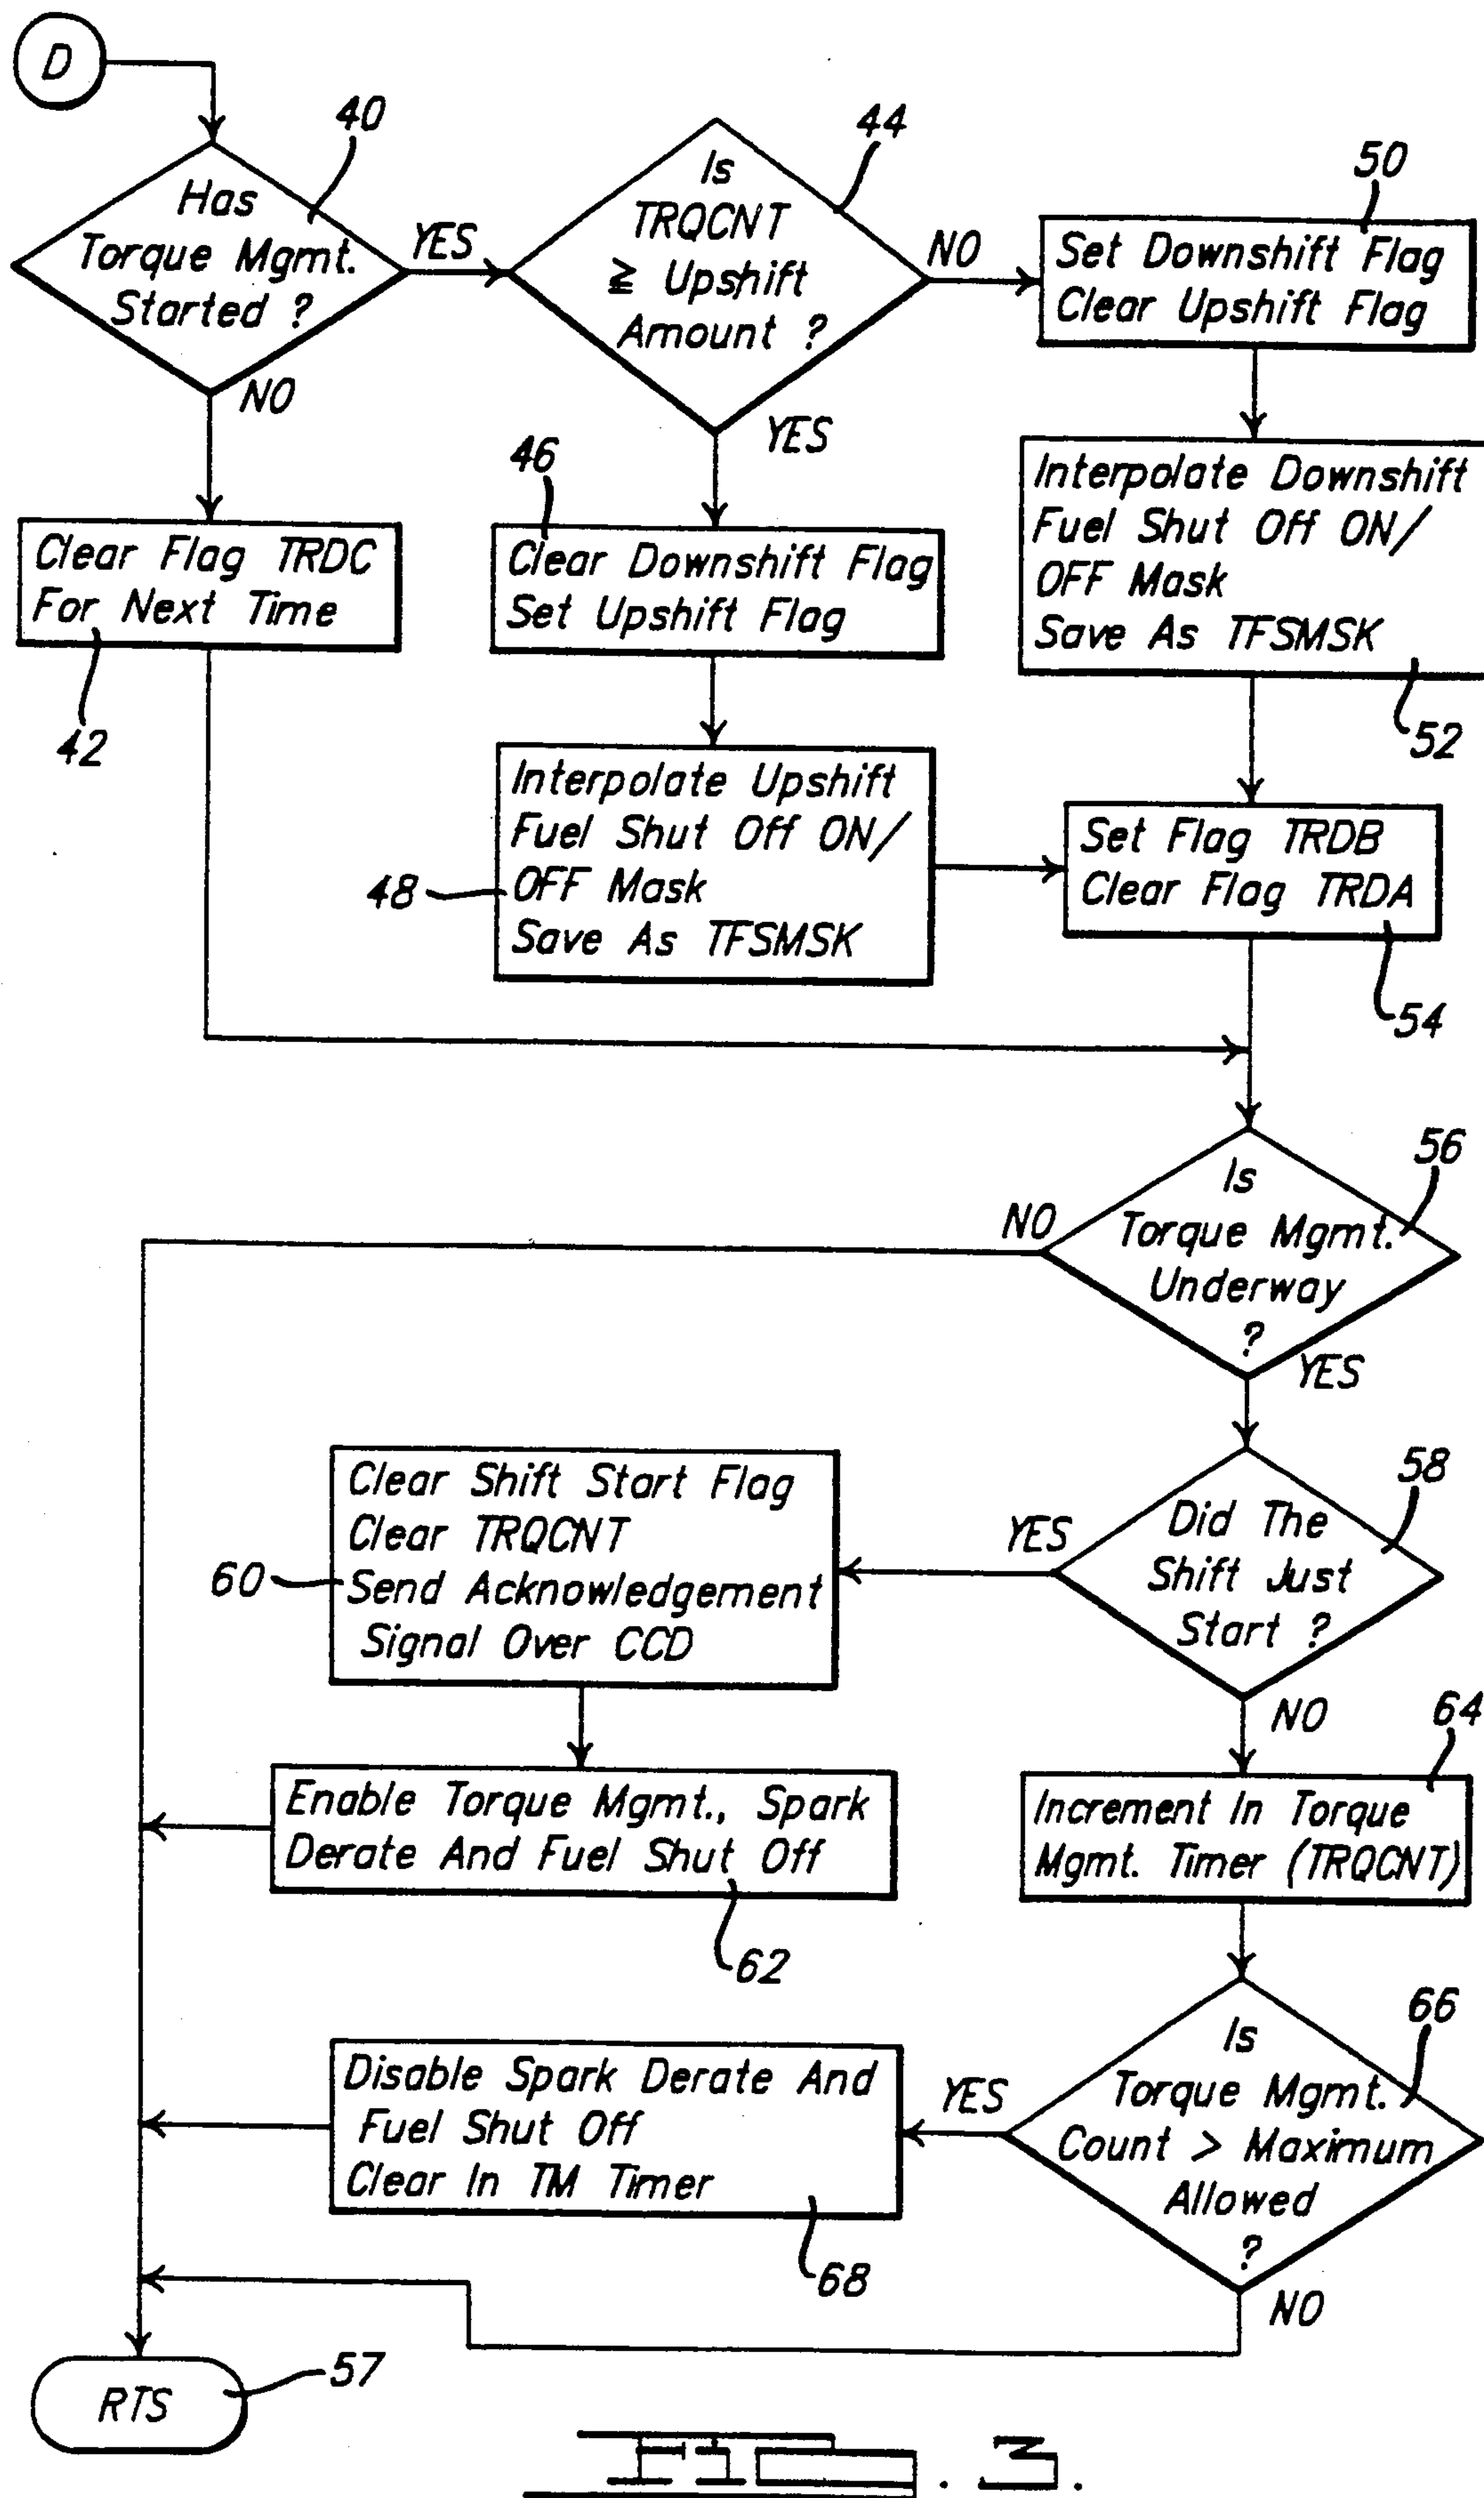 D
40
Has
Torque Mgmt.
Started ?
YES
NO
44
Is
TRQCNT
≧ Upshift
Amount ?
NO
YES
50
Set Downshift Flag
Clear Upshift Flag
42
Clear Flag TRDC
For Next Time
46
Clear Downshift Flag
Set Upshift Flag
Interpolate Downshift
Fuel Shut Off ON/
OFF Mask
Save As TFSMSK
52
48
Interpolate Upshift
Fuel Shut Off ON/
OFF Mask
Save As TFSMSK
Set Flag TRDB
Clear Flag TRDA
54
56
Is
Torque Mgmt.
Underway
?
NO
YES
58
Did The
Shift Just
Start ?
YES
NO
60
Clear Shift Start Flag
Clear TRQCNT
Send Acknowledgement
Signal Over CCD
64
Increment In Torque
Mgmt. Timer (TRQCNT)
Enable Torque Mgmt., Spark
Derate And Fuel Shut Off
62
66
Is
Torque Mgmt.
Count > Maximum
Allowed
?
YES
NO
Disable Spark Derate And
Fuel Shut Off
Clear In TM Timer
68
RTS
57
FIG. 3.